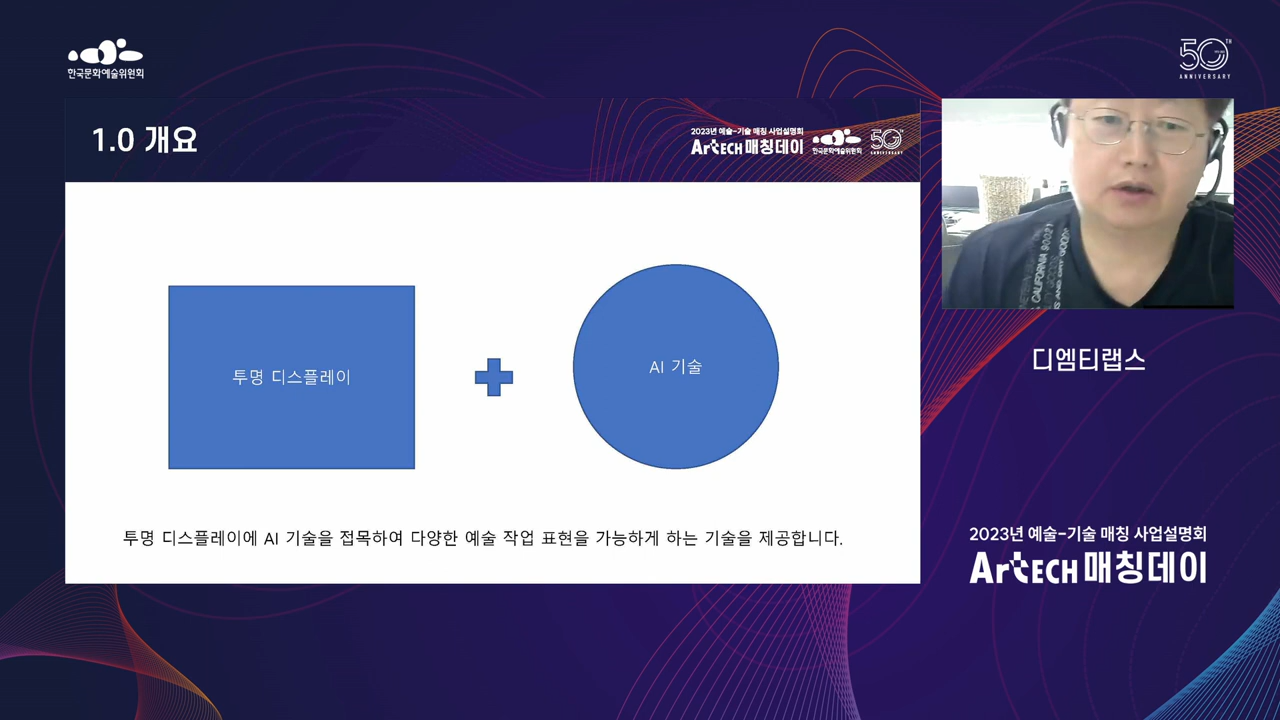 한국문화예술위원회
50TH
ANNIVERSARY
1.0 개요
2023년 예술-기술 매칭 사업설명회
ArtECH 매칭데이
한국문화예술위원회
50TH
ANNIVERSARY
투명 디스플레이
AI 기술
투명 디스플레이에 AI 기술을 접목하여 다양한 예술 작업 표현을 가능하게 하는 기술을 제공합니다.
CALIFORNIA 90021
디엠티랩스
2023년 예술-기술 매칭 사업설명회
ArtECH 매칭데이